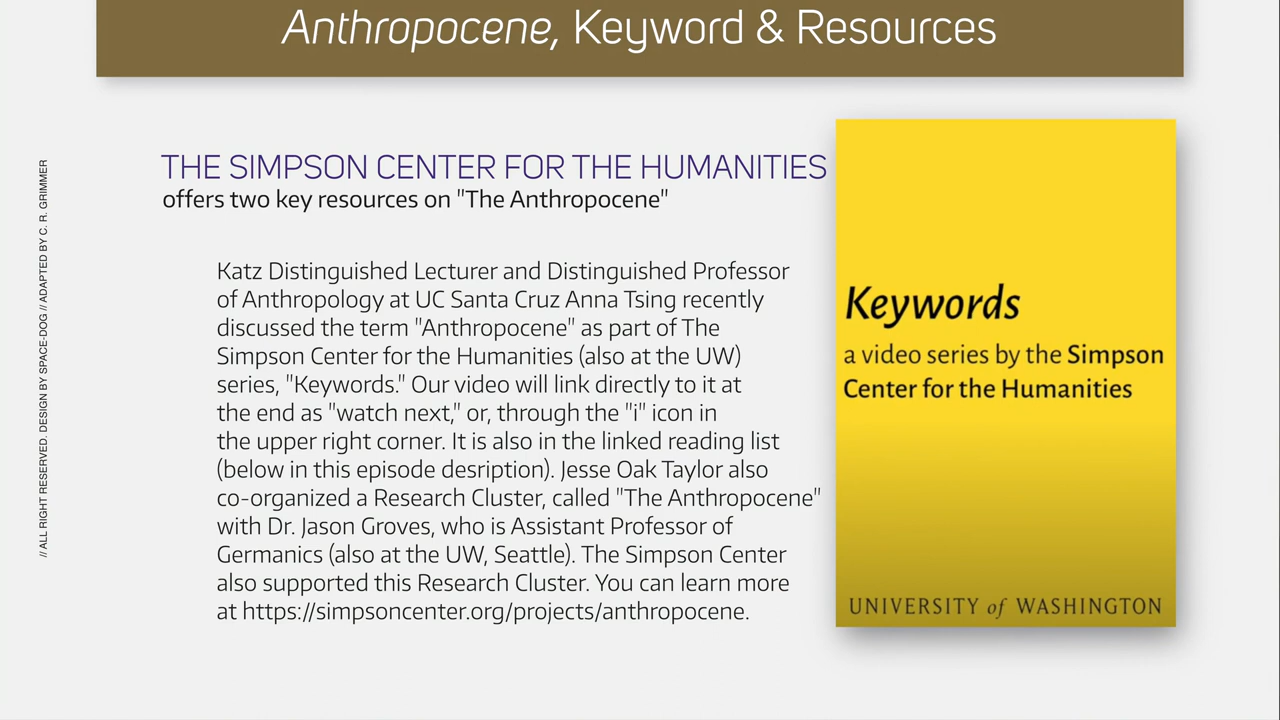 Anthropocene, Keyword & Resources
// ALL RIGHT RESERVED. DESIGN BY SPACE-DOG // ADAPTED BY C. R. GRIMMER
THE SIMPSON CENTER FOR THE HUMANITIES
offers two key resources on "The Anthropocene"
Katz Distinguished Lecturer and Distinguished Professor
of Anthropology at UC Santa Cruz Anna Tsing recently
discussed the term "Anthropocene" as part of The
Simpson Center for the Humanities (also at the UW)
series, "Keywords." Our video will link directly to it at
the end as "watch next," or, through the "i" icon in
the upper right corner. It is also in the linked reading list
(below in this episode desription). Jesse Oak Taylor also
co-organized a Research Cluster, called "The Anthropocene"
with Dr. Jason Groves, who is Assistant Professor of
Germanics (also at the UW, Seattle). The Simpson Center
also supported this Research Cluster. You can learn more
at https://simpsoncenter.org/projects/anthropocene.
Keywords
a video series by the Simpson
Center for the Humanities
UNIVERSITY of WASHINGTON